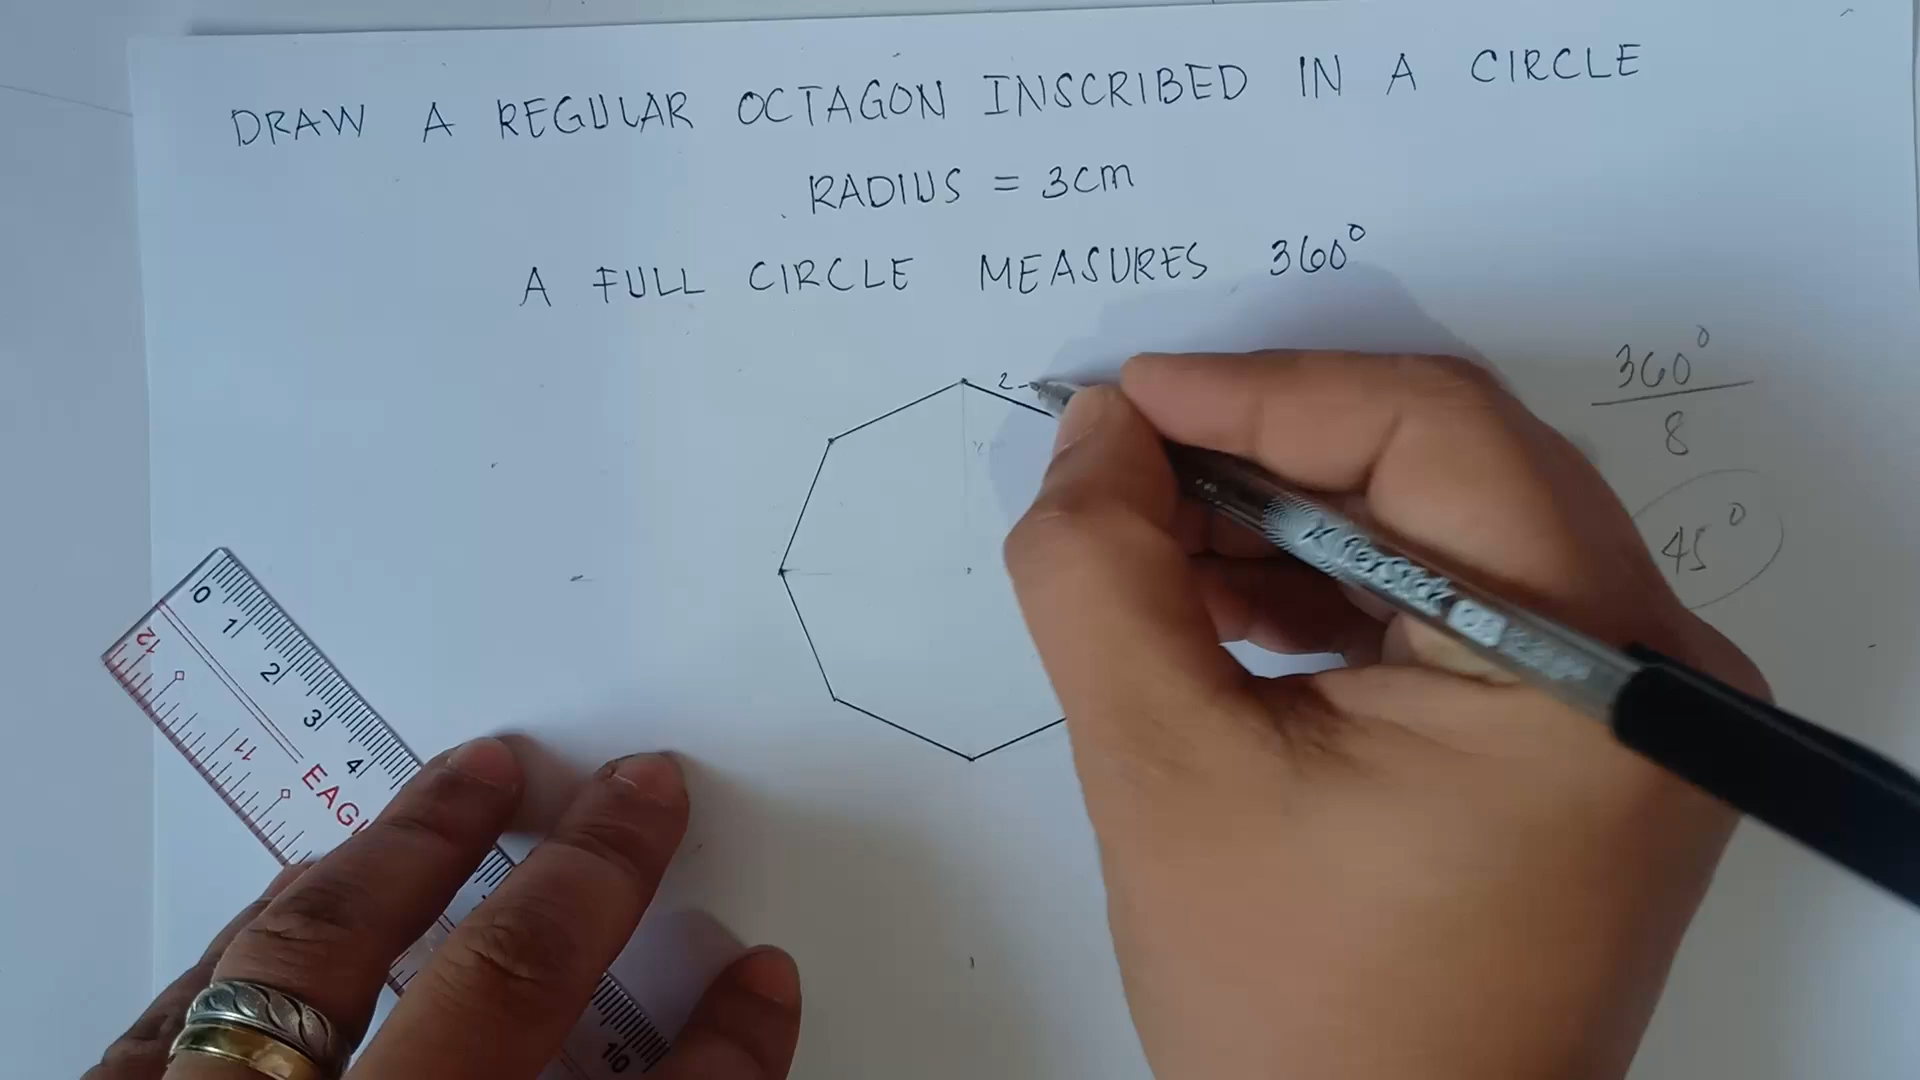 DRAW A REGULAR OCTAGON INSCRIBED IN A CIRCLE
RADIUS = 3cm
A FULL CIRCLE MEASURES 360°
360°
8
45°
2
0 1 2 3 4
12 11
EAG
10